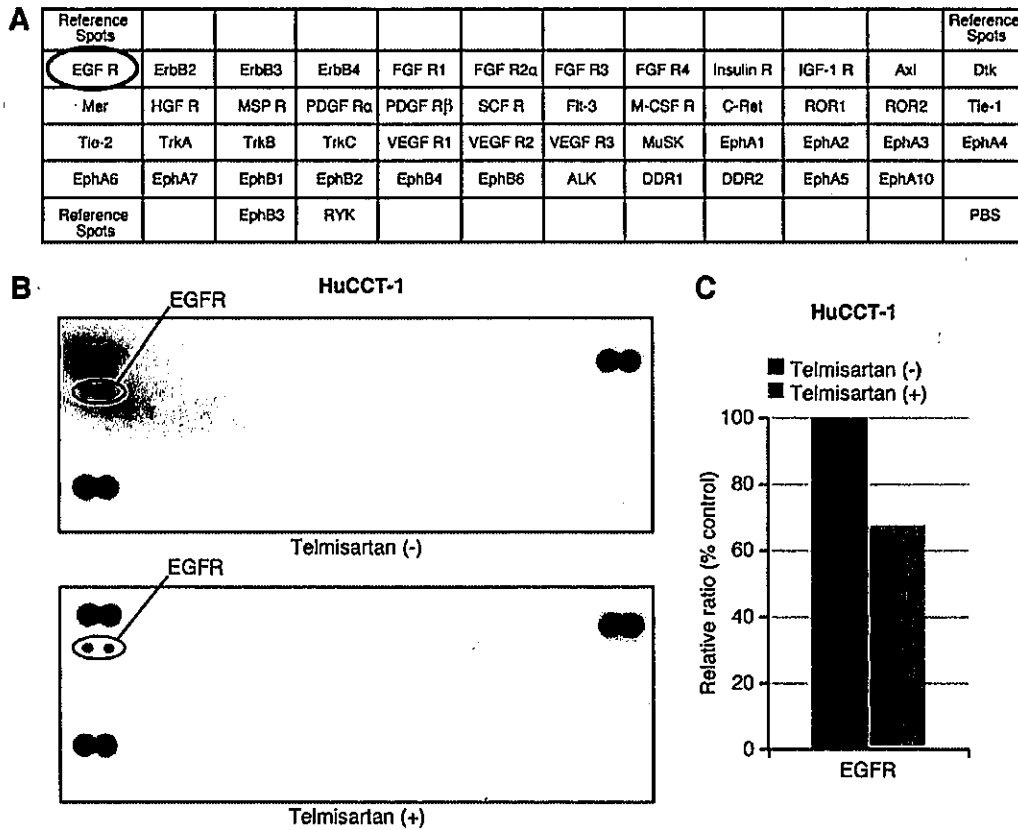 A
Reference Spots Reference Spots
EGF R ErbB2 ErbB3 ErbB4 FGF R1 FGF R2α FGF R3 FGF R4 Insulin R IGF-1 R Axl Dtk
Mer HGF R MSP R PDGF Rα PDGF Rβ SCF R Flt-3 M-CSF R C-Ret ROR1 ROR2 Tie-1
Tie-2 TrkA TrkB TrkC VEGF R1 VEGF R2 VEGF R3 MuSK EphA1 EphA2 EphA3 EphA4
EphA6 EphA7 EphB1 EphB2 EphB4 EphB6 ALK DDR1 DDR2 EphA5 EphA10
Reference Spots EphB3 RYK PBS
B
HuCCT-1
EGFR
Telmisartan (-)
EGFR
Telmisartan (+)
C
HuCCT-1
Telmisartan (-)
Telmisartan (+)
Relative ratio (% control)
100
80
60
40
20
0
EGFR